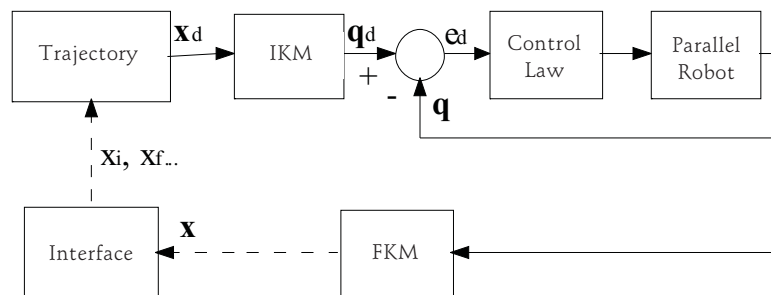 Trajectory
xd
IKM
qd
+
-
ed
q
Control
Law
Parallel
Robot
xi, xf...
Interface
x
FKM